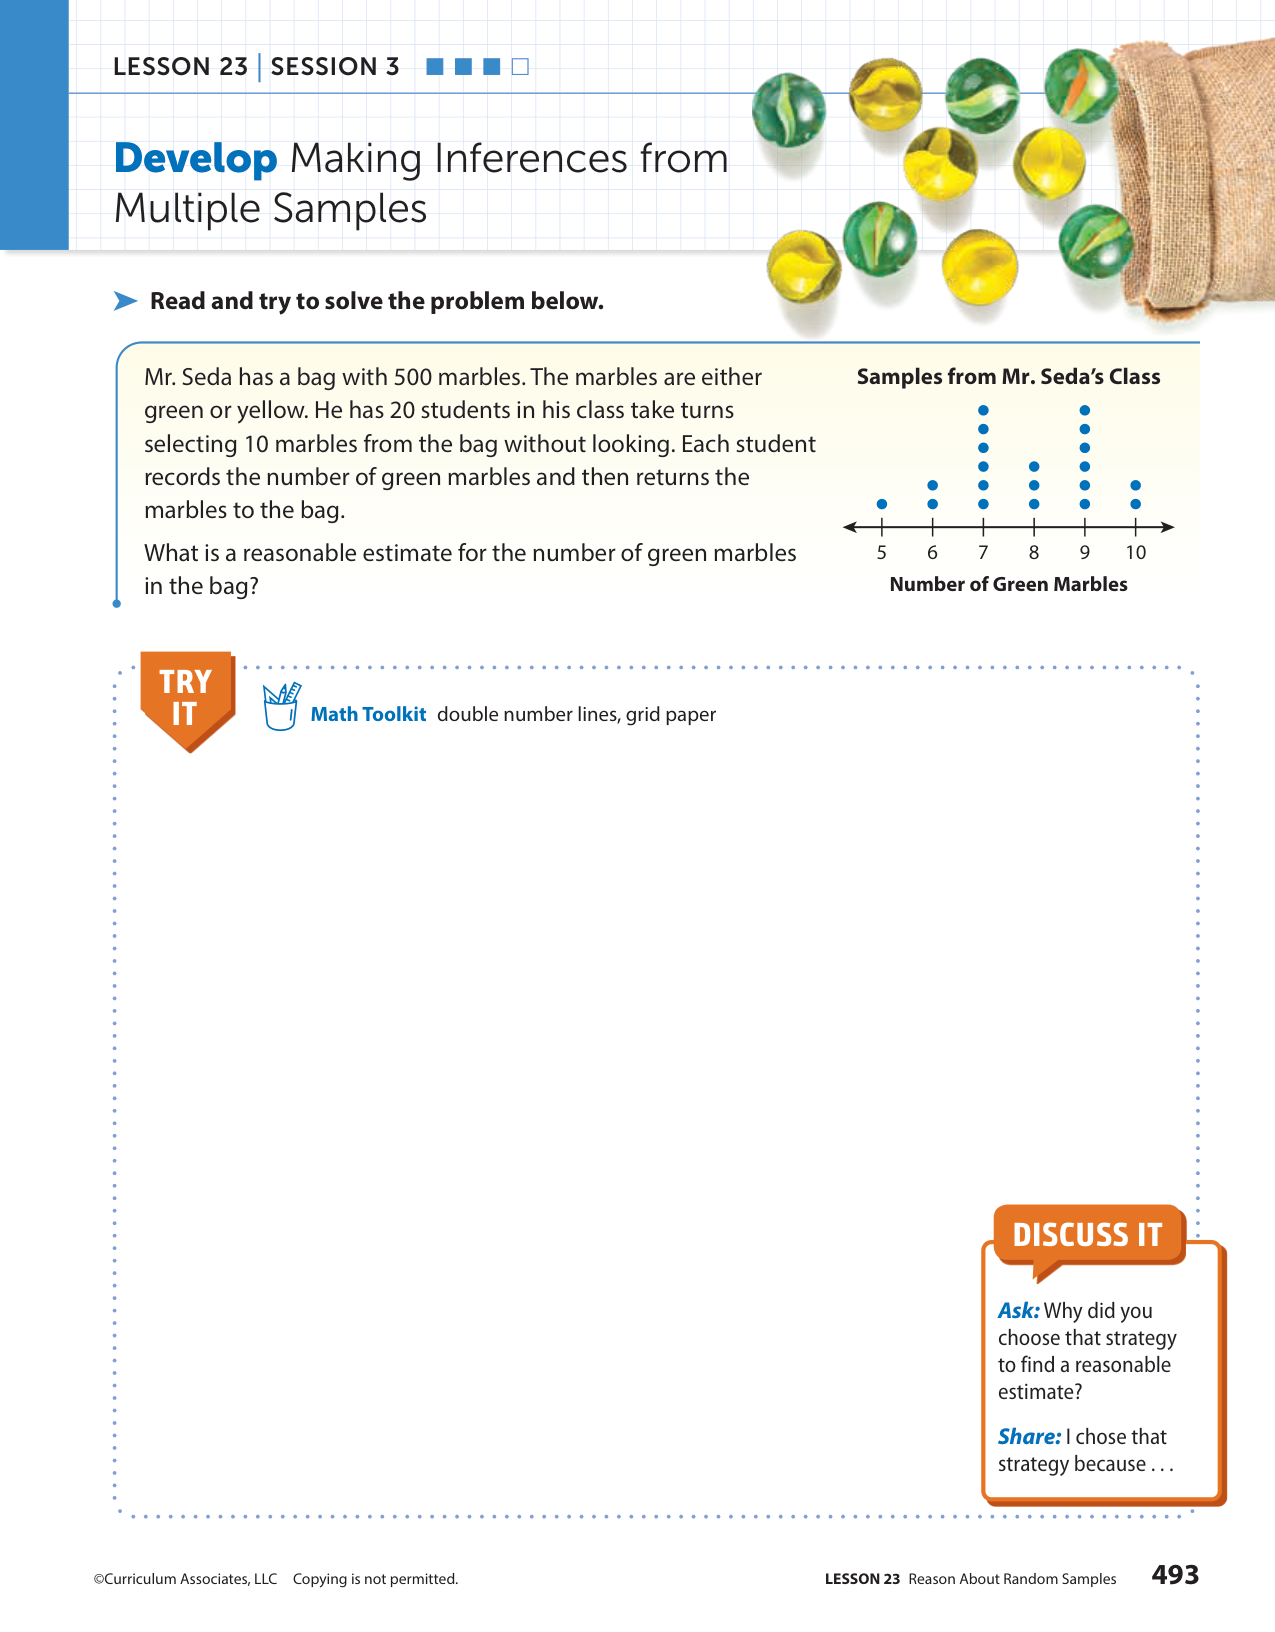 LESSON 23 | SESSION 3
Develop Making Inferences from
Multiple Samples
Read and try to solve the problem below.
Mr. Seda has a bag with 500 marbles. The marbles are either
green or yellow. He has 20 students in his class take turns
selecting 10 marbles from the bag without looking. Each student
records the number of green marbles and then returns the
marbles to the bag.
What is a reasonable estimate for the number of green marbles
in the bag?
Samples from Mr. Seda’s Class
5 6 7 8 9 10
Number of Green Marbles
TRY
IT
Math Toolkit double number lines, grid paper
DISCUSS IT
Ask: Why did you
choose that strategy
to find a reasonable
estimate?
Share: I chose that
strategy because . . .
©Curriculum Associates, LLC Copying is not permitted.
LESSON 23 Reason About Random Samples 493